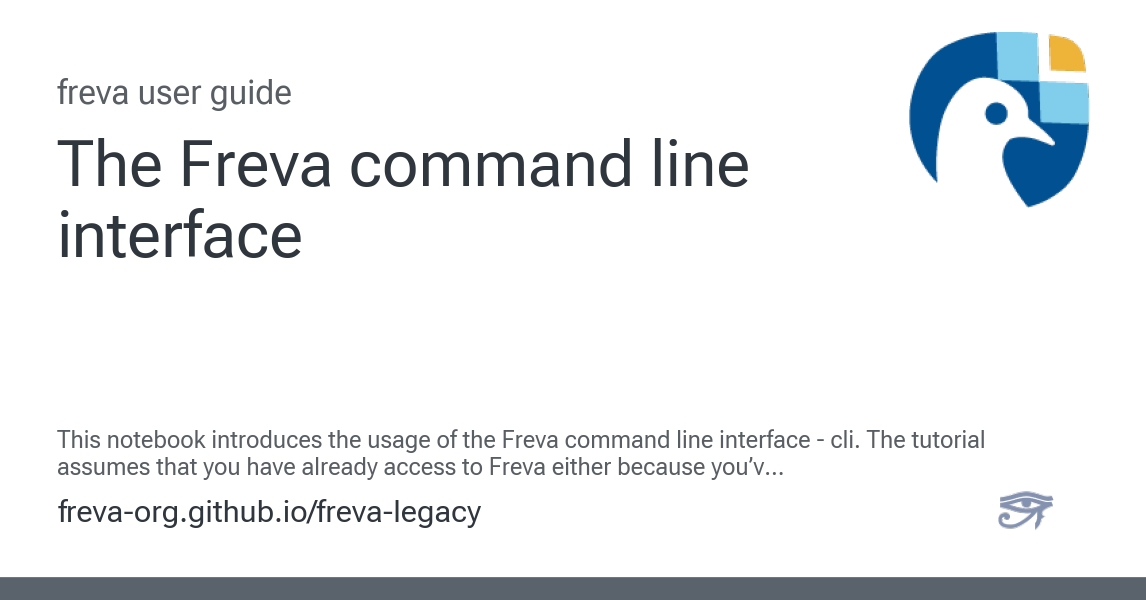 freva user guide
The Freva command line
interface
This notebook introduces the usage of the Freva command line interface - cli. The tutorial
assumes that you have already access to Freva either because you’v...
freva-org.github.io/freva-legacy